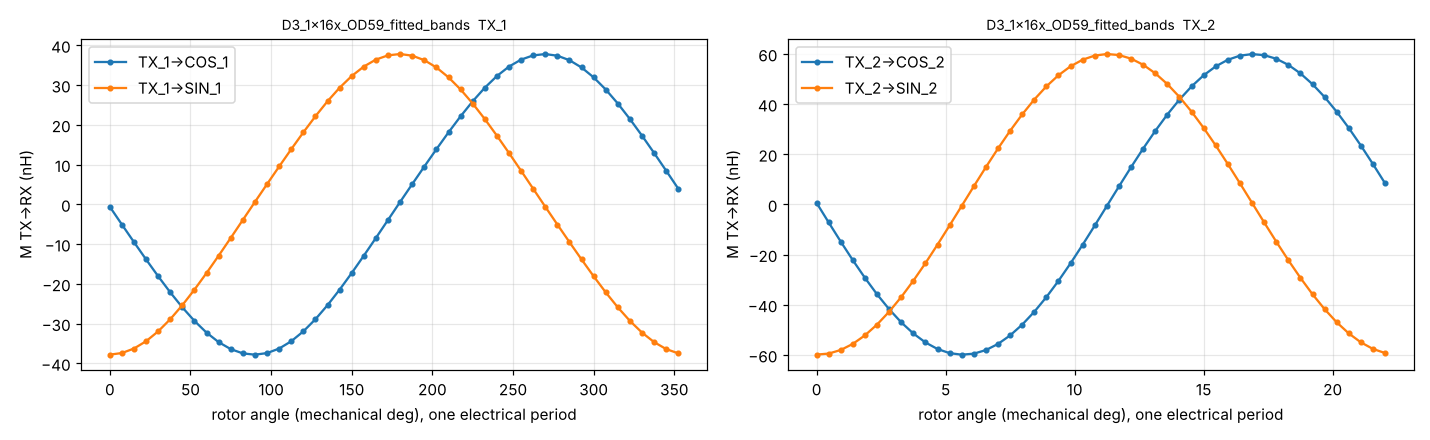 D3_1×16x_OD59_fitted_bands TX_1
TX_1→COS_1
TX_1→SIN_1
M TX→RX (nH)
40
30
20
10
0
−10
−20
−30
−40
0
50
100
150
200
250
300
350
rotor angle (mechanical deg), one electrical period
D3_1×16x_OD59_fitted_bands TX_2
TX_2→COS_2
TX_2→SIN_2
M TX→RX (nH)
60
40
20
0
−20
−40
−60
0
5
10
15
20
rotor angle (mechanical deg), one electrical period